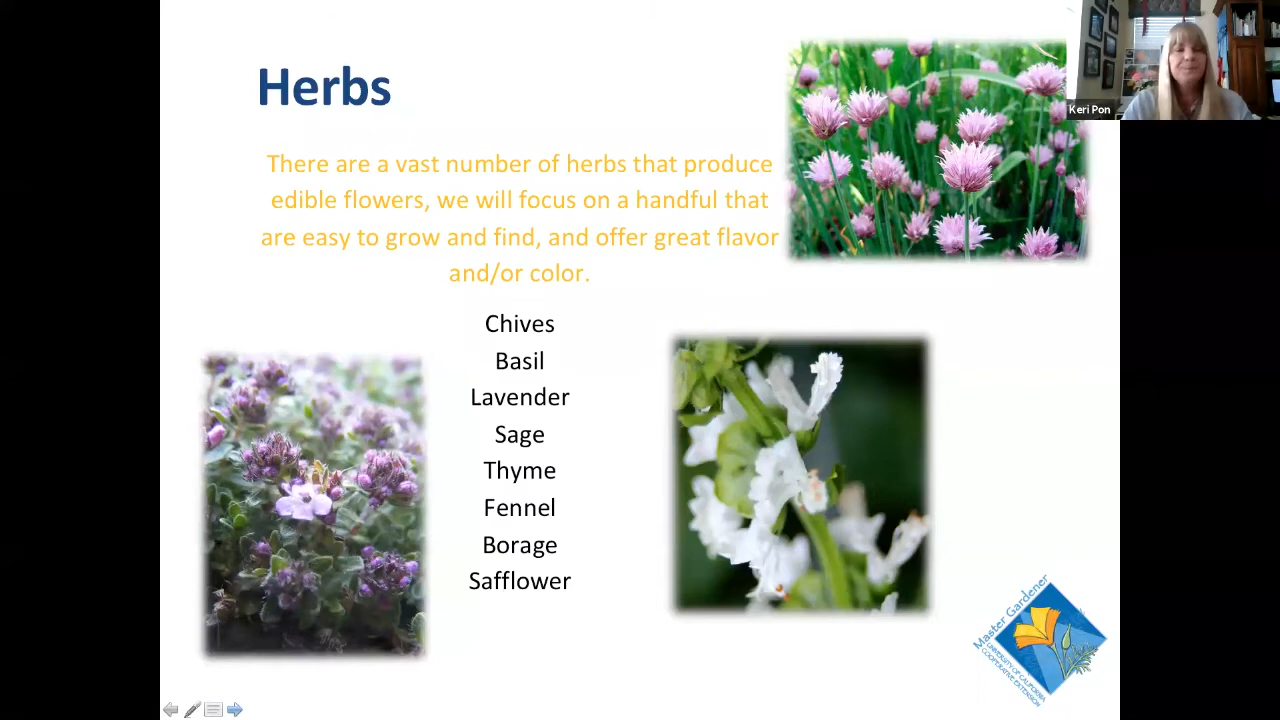 Herbs
There are a vast number of herbs that produce
edible flowers, we will focus on a handful that
are easy to grow and find, and offer great flavor
and/or color.
Chives
Basil
Lavender
Sage
Thyme
Fennel
Borage
Safflower
Keri Pon
Master Gardener
UNIVERSITY OF CALIFORNIA
COOPERATIVE EXTENSION